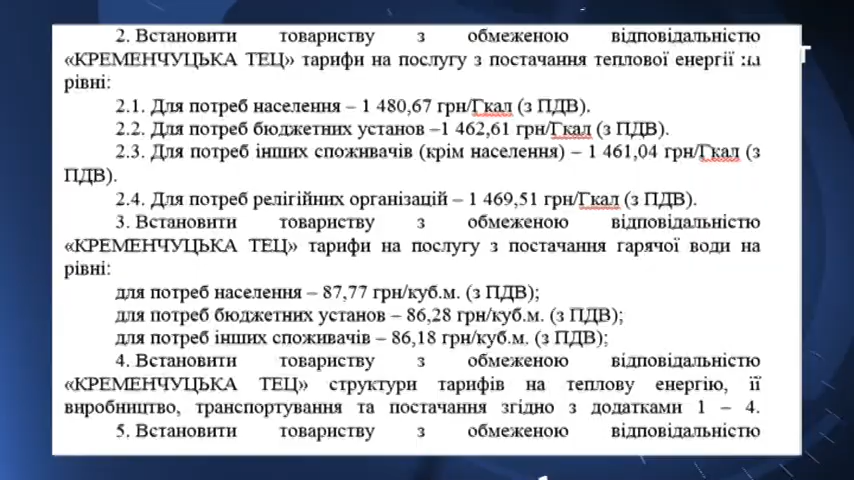 2. Встановити товариству з обмеженою відповідальністю
«КРЕМЕНЧУЦЬКА ТЕЦ» тарифи на послугу з постачання теплової енергії на
рівні:
2.1. Для потреб населення – 1 480,67 грн/Гкал (з ПДВ).
2.2. Для потреб бюджетних установ –1 462,61 грн/Гкал (з ПДВ).
2.3. Для потреб інших споживачів (крім населення) – 1 461,04 грн/Гкал (з
ПДВ).
2.4. Для потреб релігійних організацій – 1 469,51 грн/Гкал (з ПДВ).
3. Встановити товариству з обмеженою відповідальністю
«КРЕМЕНЧУЦЬКА ТЕЦ» тарифи на послугу з постачання гарячої води на
рівні:
для потреб населення – 87,77 грн/куб.м. (з ПДВ);
для потреб бюджетних установ – 86,28 грн/куб.м. (з ПДВ);
для потреб інших споживачів – 86,18 грн/куб.м. (з ПДВ);
4. Встановити товариству з обмеженою відповідальністю
«КРЕМЕНЧУЦЬКА ТЕЦ» структури тарифів на теплову енергію, її
виробництво, транспортування та постачання згідно з додатками 1 – 4.
5. Встановити товариству з обмеженою відповідальністю